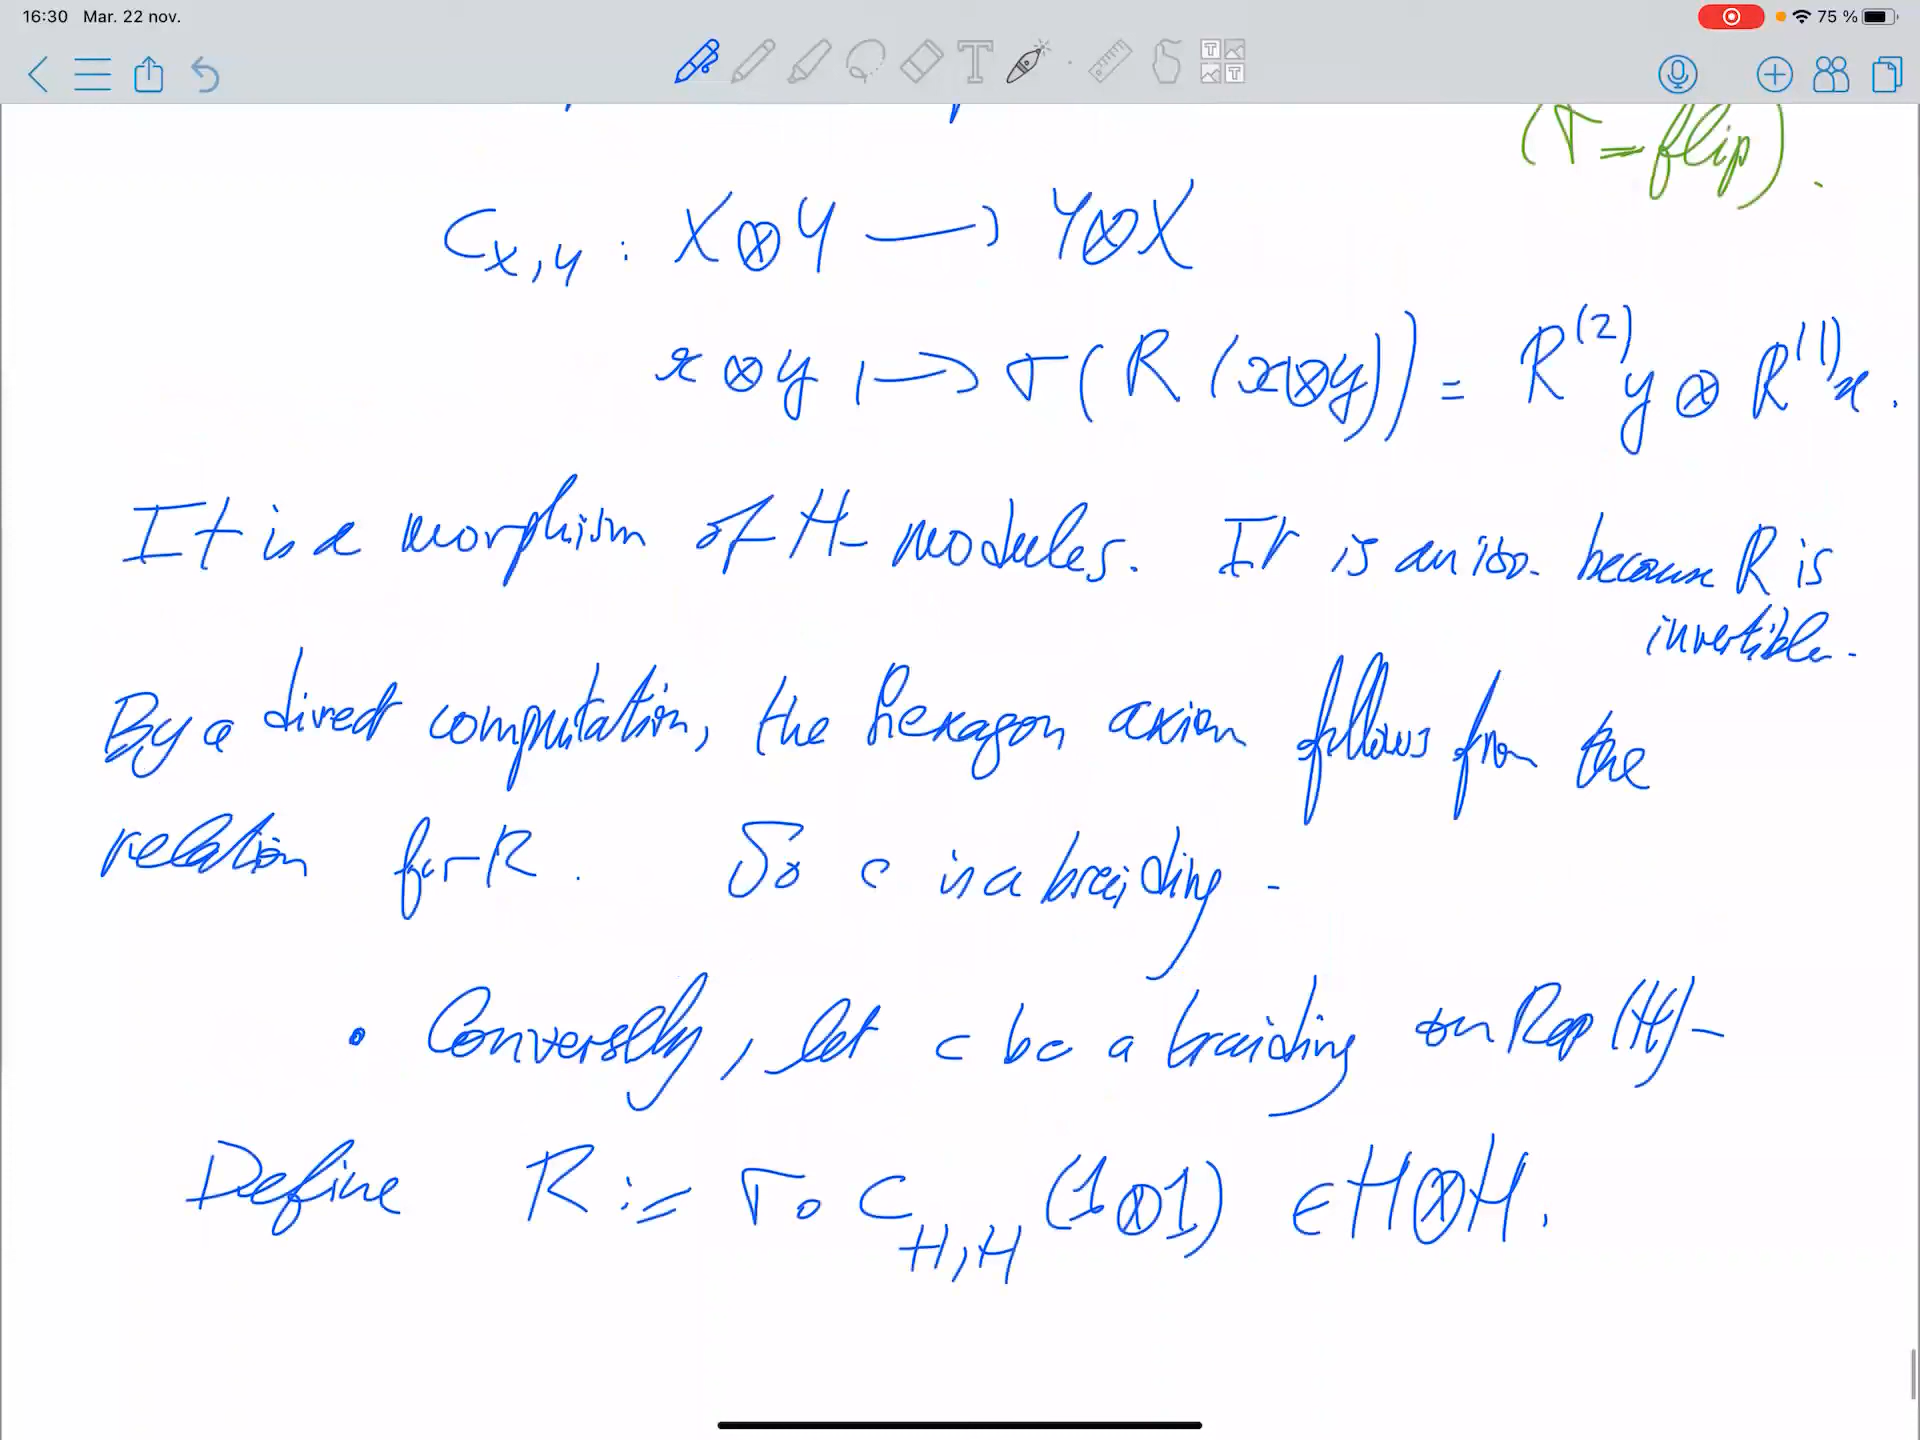 16:30 Mar. 22 nov.
75 %
(τ = flip).
C_{X,Y} : X ⊗ Y ⟶ Y ⊗ X
x ⊗ y ⟼ τ(R(x ⊗ y)) = R^{(2)} y ⊗ R^{(1)} x.
It is a morphism of H-modules. It is an iso. because R is
invertible.
By a direct computation, the hexagon axiom follows from the
relation for R. So c is a braiding.
• Conversely, let c be a braiding on Rep(H).
Define R := τ ∘ C_{H,H} (1⊗1) ∈ H⊗H.